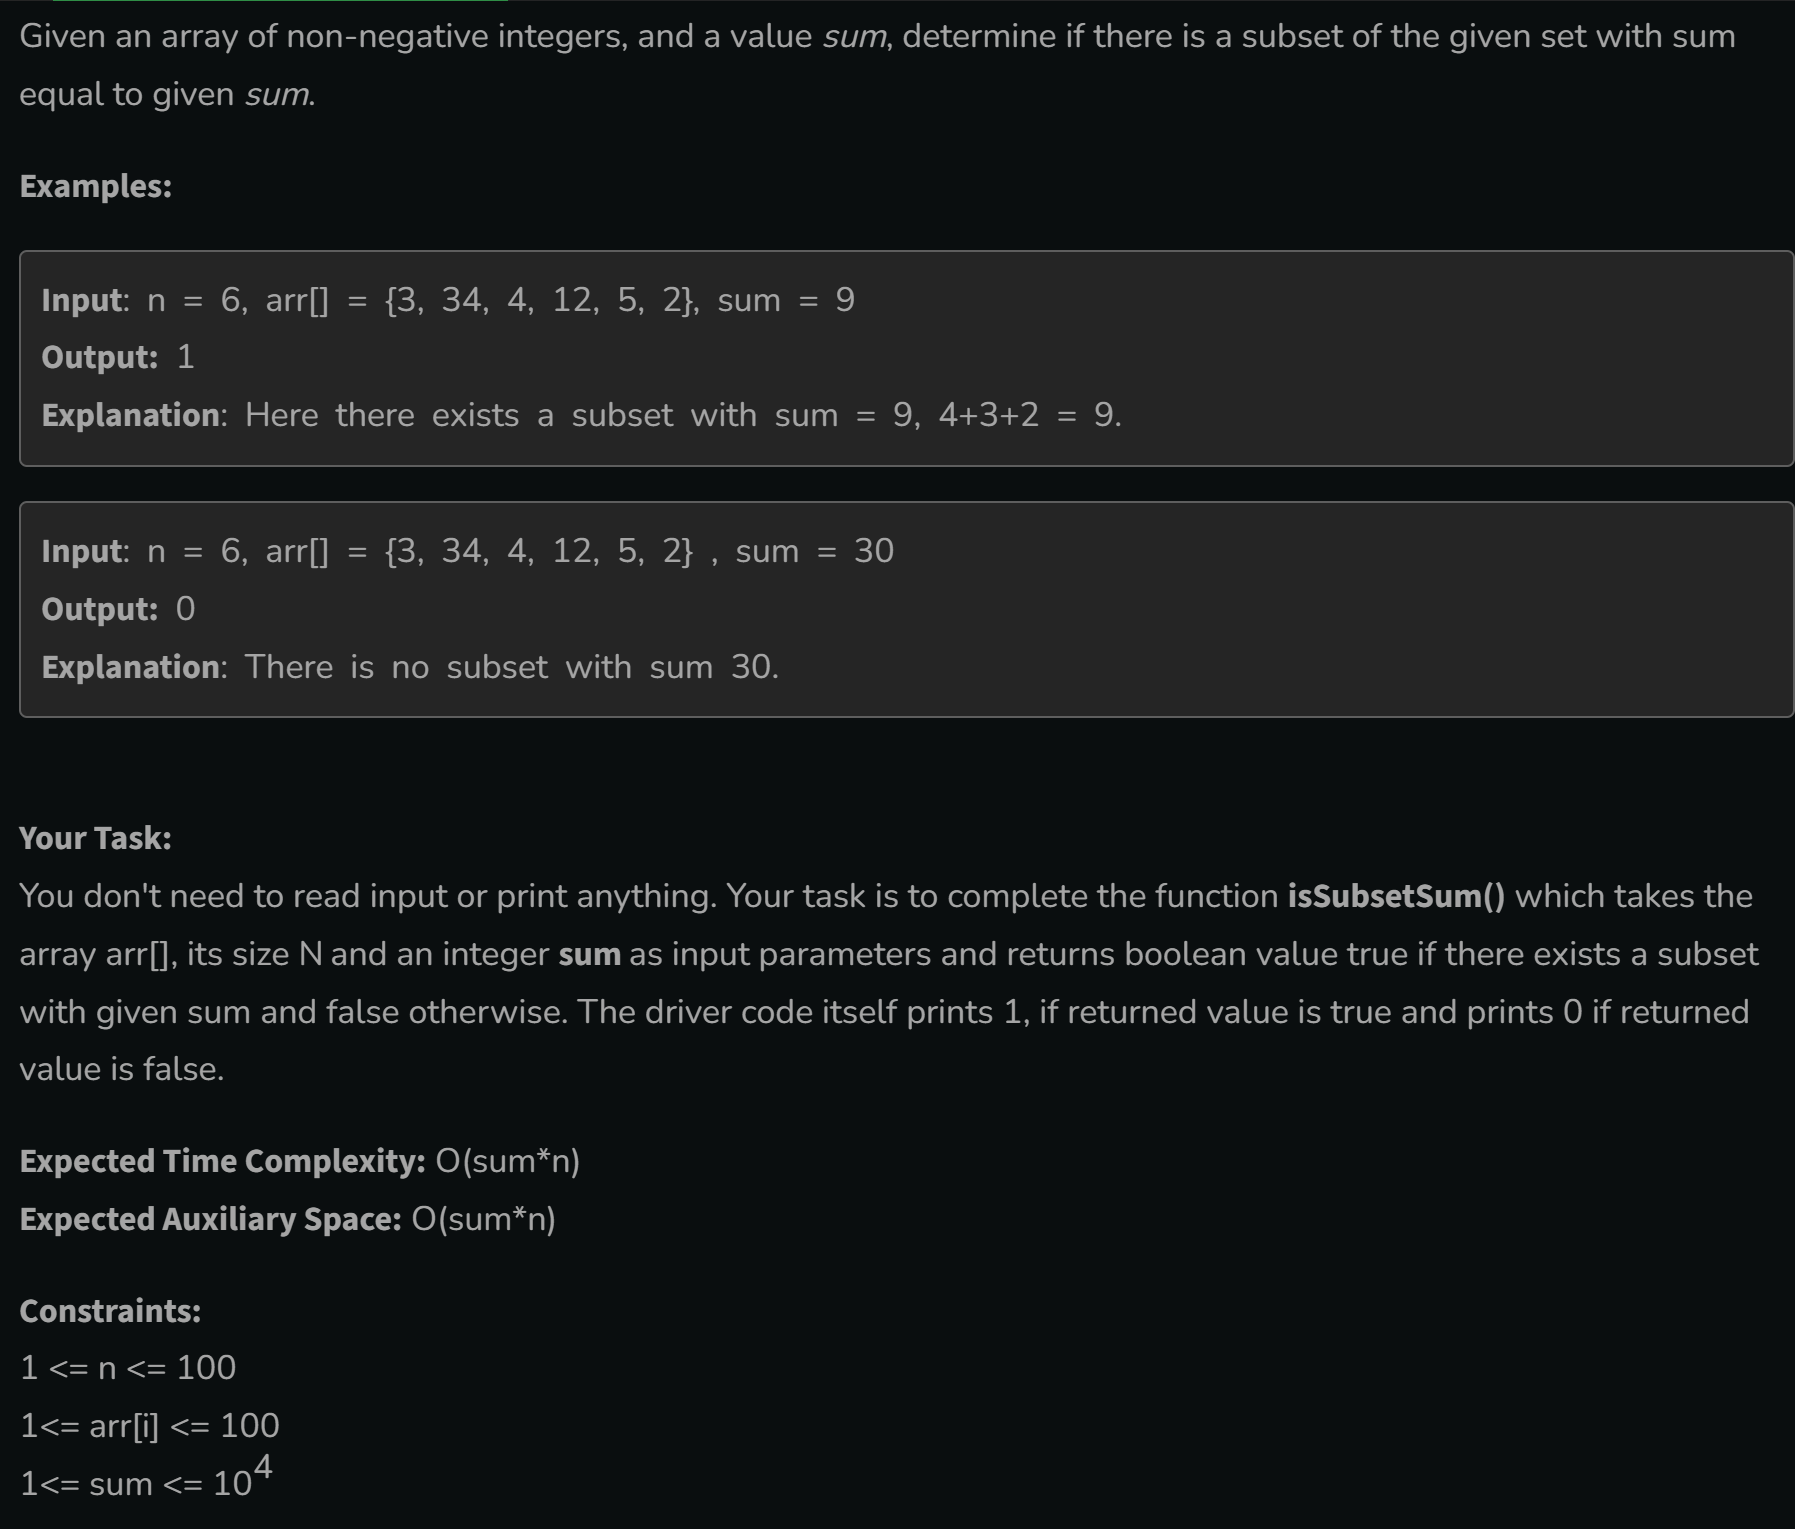 Given an array of non-negative integers, and a value sum, determine if there is a subset of the given set with sum
equal to given sum.
Examples:
Input: n = 6, arr[] = {3, 34, 4, 12, 5, 2}, sum = 9
Output: 1
Explanation: Here there exists a subset with sum = 9, 4+3+2 = 9.
Input: n = 6, arr[] = {3, 34, 4, 12, 5, 2} , sum = 30
Output: 0
Explanation: There is no subset with sum 30.
Your Task:
You don't need to read input or print anything. Your task is to complete the function isSubsetSum() which takes the
array arr[], its size N and an integer sum as input parameters and returns boolean value true if there exists a subset
with given sum and false otherwise. The driver code itself prints 1, if returned value is true and prints 0 if returned
value is false.
Expected Time Complexity: O(sum*n)
Expected Auxiliary Space: O(sum*n)
Constraints:
1 <= n <= 100
1<= arr[i] <= 100
1<= sum <= 10⁴